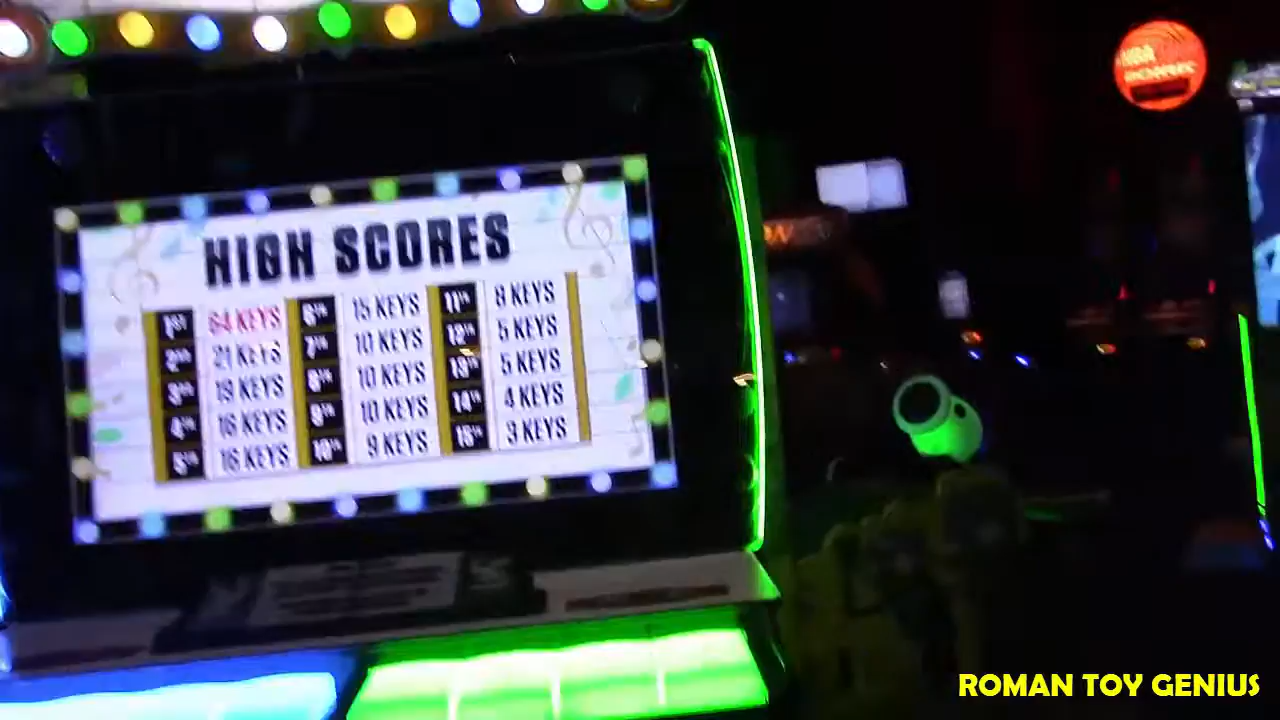 HIGH SCORES
1ST 64 KEYS
2ND 21 KEYS
3RD 19 KEYS
4TH 16 KEYS
5TH 16 KEYS
6TH 15 KEYS
7TH 10 KEYS
8TH 10 KEYS
9TH 10 KEYS
10TH 9 KEYS
11TH 8 KEYS
12TH 5 KEYS
13TH 5 KEYS
14TH 4 KEYS
15TH 3 KEYS
NBA
ROMAN TOY GENIUS